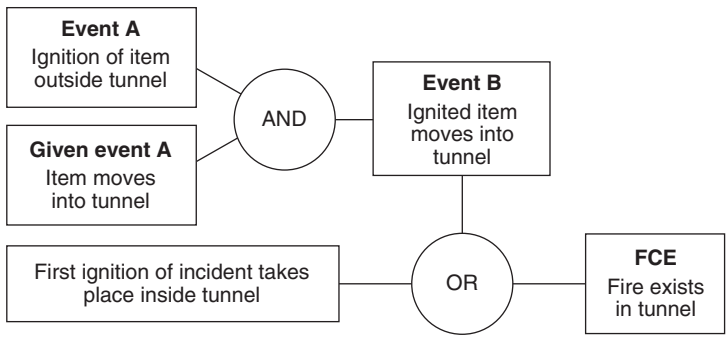 Event A
Ignition of item
outside tunnel
Given event A
Item moves
into tunnel
AND
Event B
Ignited item
moves into
tunnel
First ignition of incident takes
place inside tunnel
OR
FCE
Fire exists
in tunnel